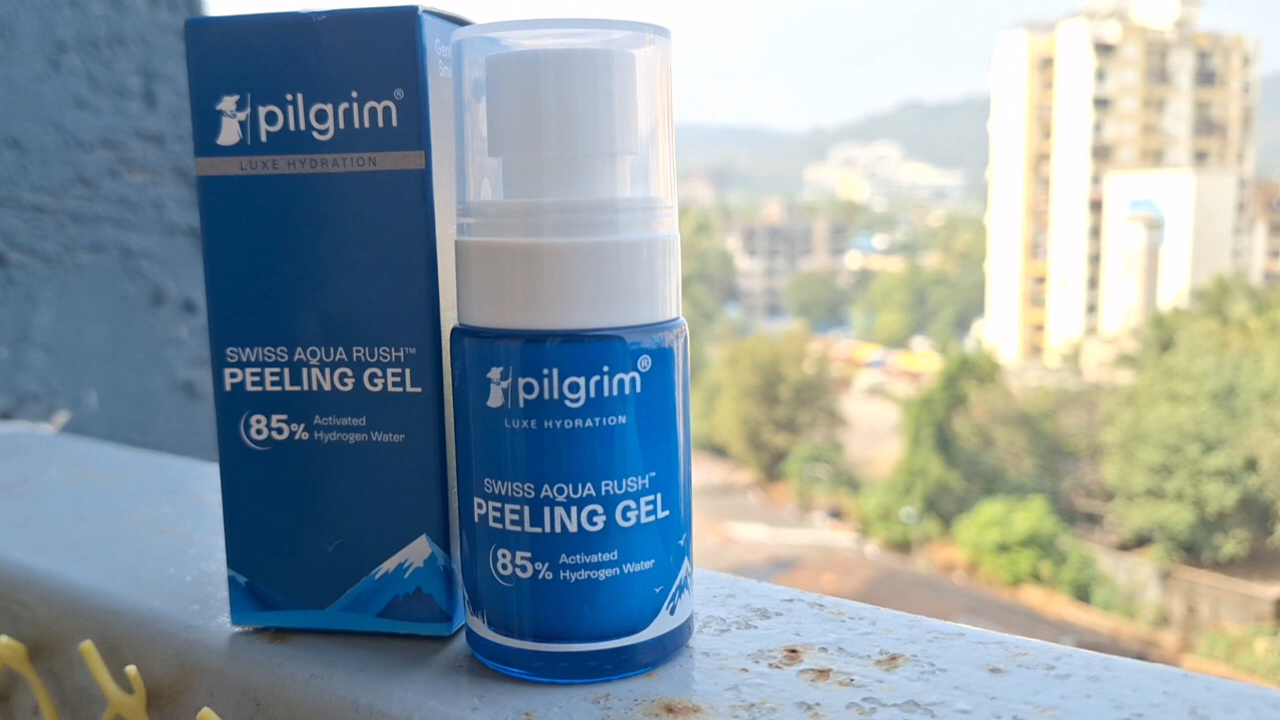 pilgrim®
LUXE HYDRATION
SWISS AQUA RUSH™
PEELING GEL
85% Activated
Hydrogen Water
pilgrim®
LUXE HYDRATION
SWISS AQUA RUSH™
PEELING GEL
85% Activated
Hydrogen Water